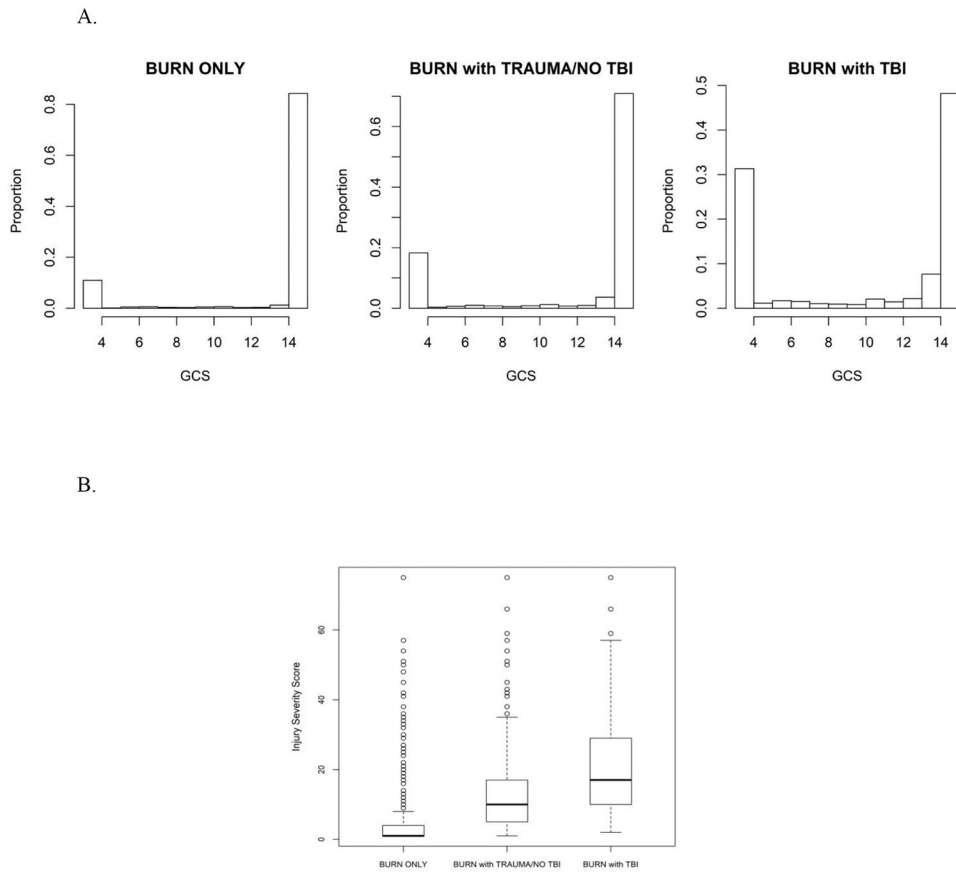 A.
BURN ONLY
BURN with TRAUMA/NO TBI
BURN with TBI
Proportion
0.0 0.2 0.4 0.6 0.8
4 6 8 10 12 14
GCS
Proportion
0.0 0.2 0.4 0.6
4 6 8 10 12 14
GCS
Proportion
0.0 0.1 0.2 0.3 0.4 0.5
4 6 8 10 12 14
GCS
B.
Injury Severity Score
0 20 40 60
BURN ONLY
BURN with TRAUMA/NO TBI
BURN with TBI